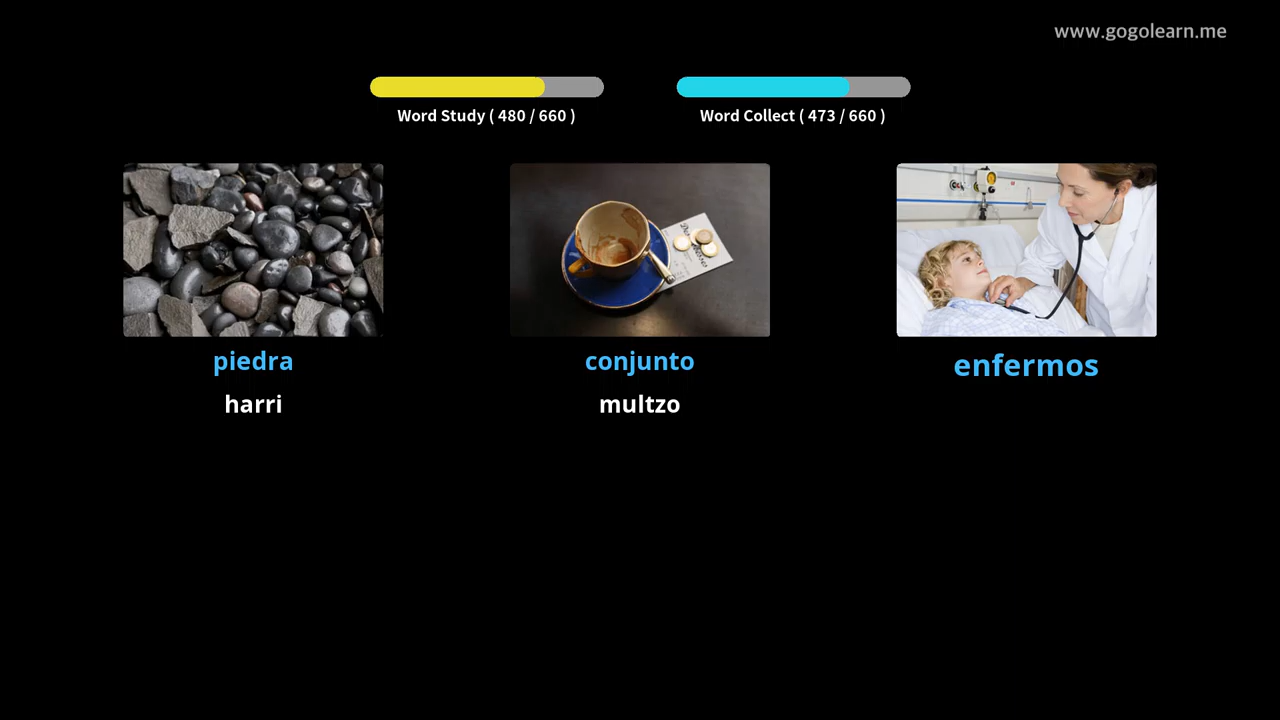 www.gogolearn.me
Word Study ( 480 / 660 )
Word Collect ( 473 / 660 )
piedra
conjunto
enfermos
harri
multzo